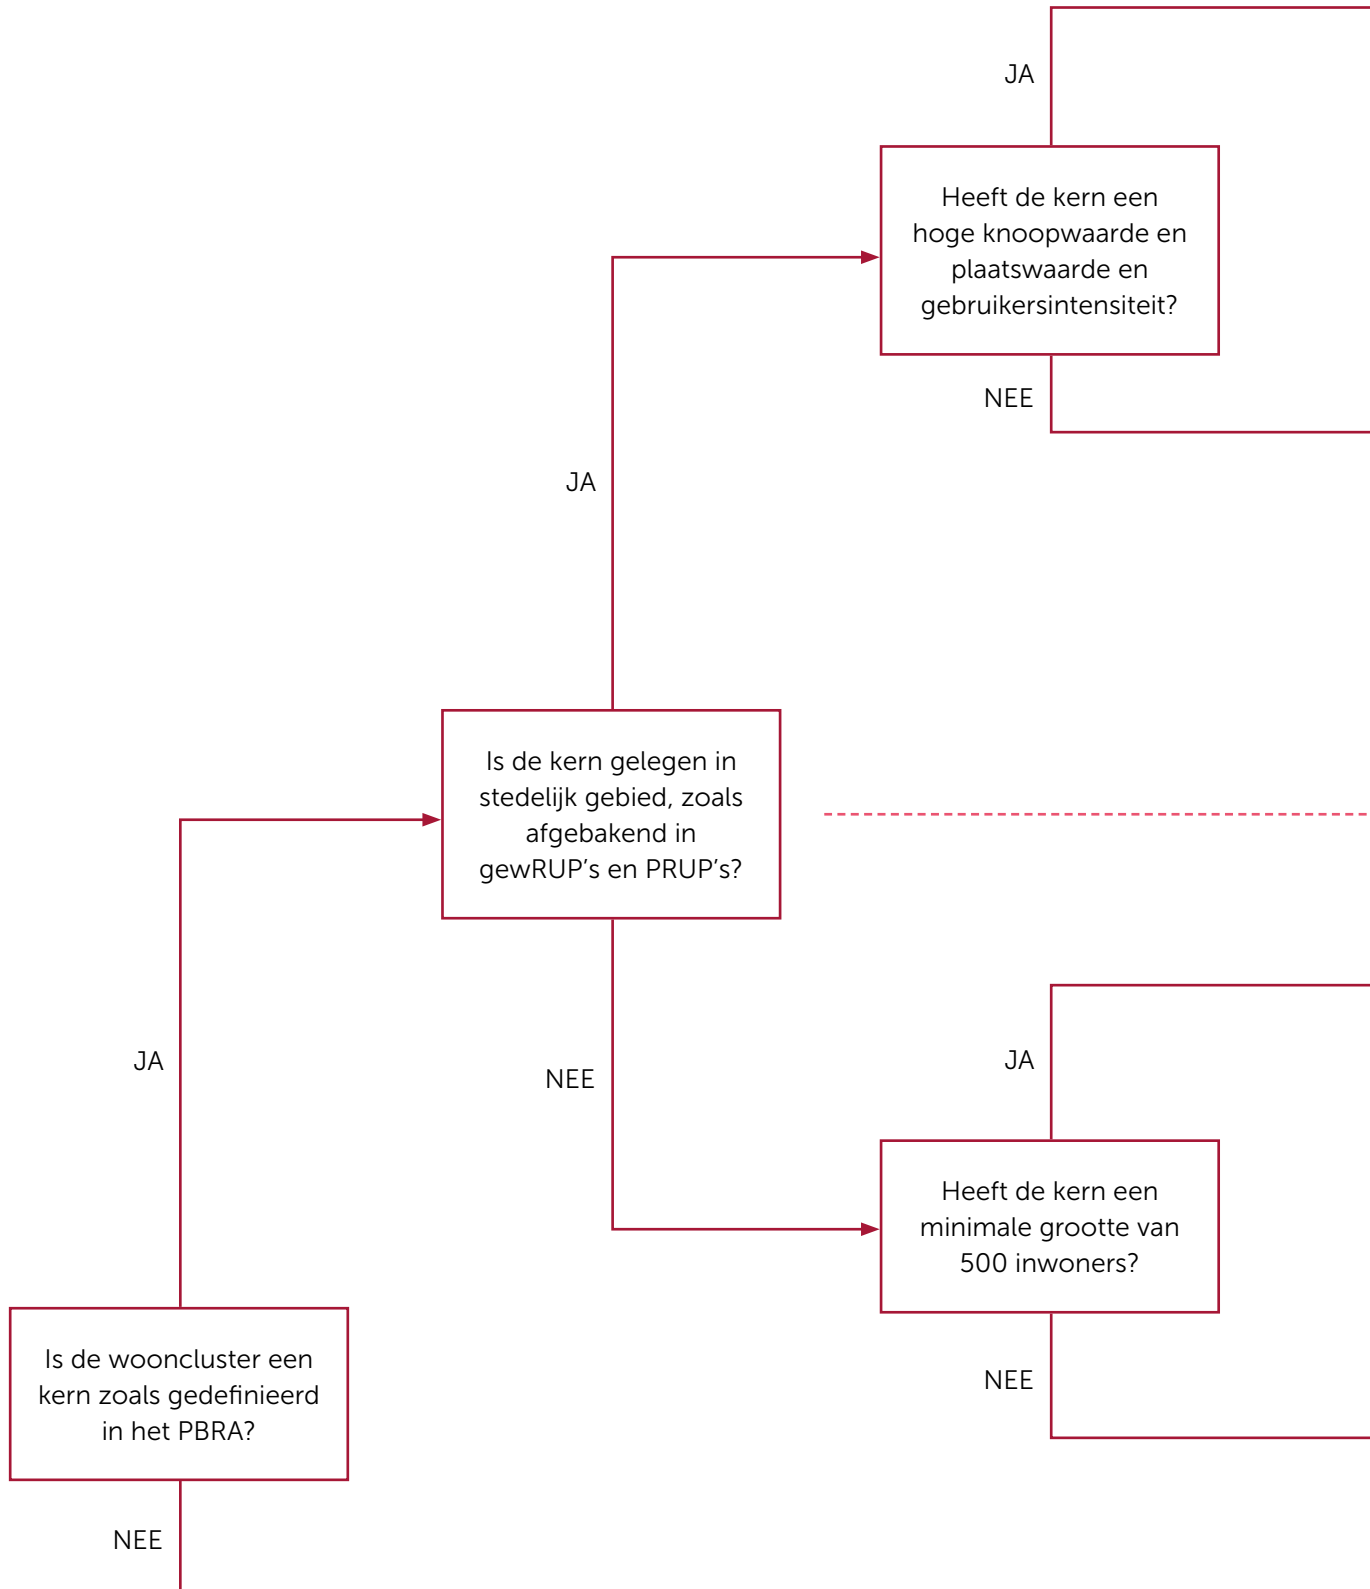 JA
Heeft de kern een
hoge knoopwaarde en
plaatswaarde en
gebruikersintensiteit?
NEE
JA
Is de kern gelegen in
stedelijk gebied, zoals
afgebakend in
gewRUP's en PRUP's?
JA
NEE
JA
Heeft de kern een
minimale grootte van
500 inwoners?
NEE
Is de wooncluster een
kern zoals gedefinieerd
in het PBRA?
NEE